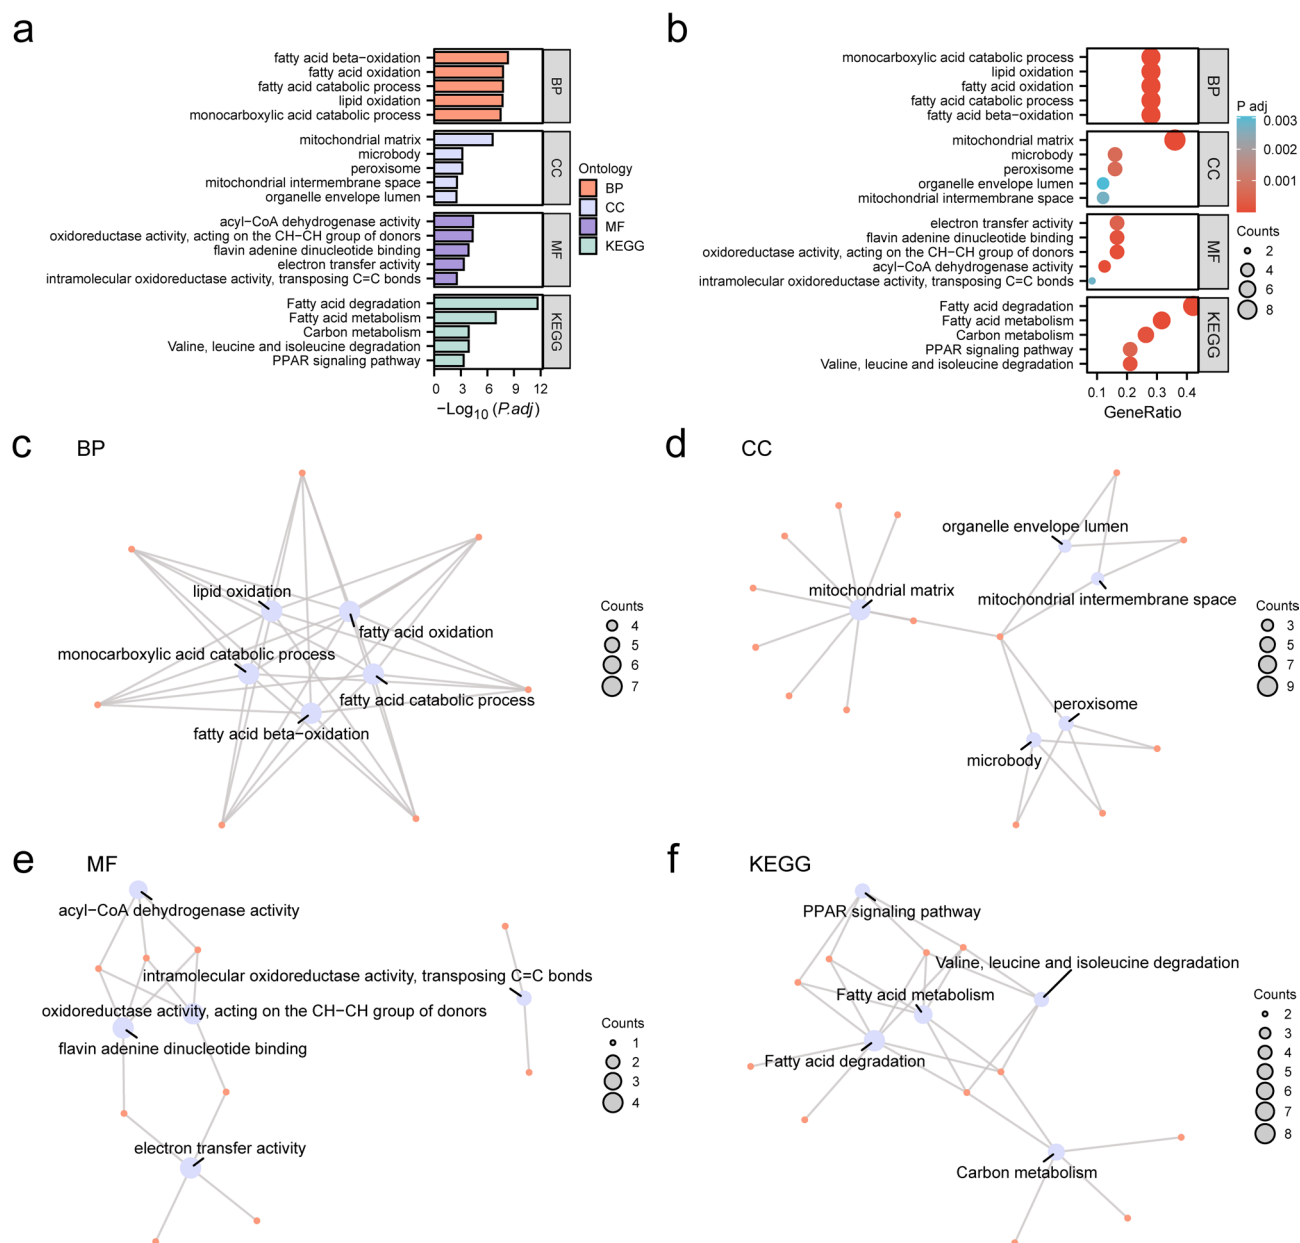 a
fatty acid beta−oxidation
fatty acid oxidation
fatty acid catabolic process
lipid oxidation
monocarboxylic acid catabolic process
BP
mitochondrial matrix
microbody
peroxisome
mitochondrial intermembrane space
organelle envelope lumen
CC
acyl−CoA dehydrogenase activity
oxidoreductase activity, acting on the CH−CH group of donors
flavin adenine dinucleotide binding
electron transfer activity
intramolecular oxidoreductase activity, transposing C=C bonds
MF
Fatty acid degradation
Fatty acid metabolism
Carbon metabolism
Valine, leucine and isoleucine degradation
PPAR signaling pathway
KEGG
0 3 6 9 12
−Log10 (P.adj)
Ontology
BP
CC
MF
KEGG
b
monocarboxylic acid catabolic process
lipid oxidation
fatty acid oxidation
fatty acid catabolic process
fatty acid beta−oxidation
BP
mitochondrial matrix
microbody
peroxisome
organelle envelope lumen
mitochondrial intermembrane space
CC
electron transfer activity
flavin adenine dinucleotide binding
oxidoreductase activity, acting on the CH−CH group of donors
acyl−CoA dehydrogenase activity
intramolecular oxidoreductase activity, transposing C=C bonds
MF
Fatty acid degradation
Fatty acid metabolism
Carbon metabolism
PPAR signaling pathway
Valine, leucine and isoleucine degradation
KEGG
0.1 0.2 0.3 0.4
GeneRatio
P adj
0.003
0.002
0.001
Counts
2
4
6
8
c BP
lipid oxidation
fatty acid oxidation
monocarboxylic acid catabolic process
fatty acid catabolic process
fatty acid beta−oxidation
Counts
4
5
6
7
d CC
organelle envelope lumen
mitochondrial matrix
mitochondrial intermembrane space
peroxisome
microbody
Counts
3
5
7
9
e MF
acyl−CoA dehydrogenase activity
intramolecular oxidoreductase activity, transposing C=C bonds
oxidoreductase activity, acting on the CH−CH group of donors
flavin adenine dinucleotide binding
electron transfer activity
Counts
1
2
3
4
f KEGG
PPAR signaling pathway
Valine, leucine and isoleucine degradation
Fatty acid metabolism
Fatty acid degradation
Carbon metabolism
Counts
2
3
4
5
6
7
8